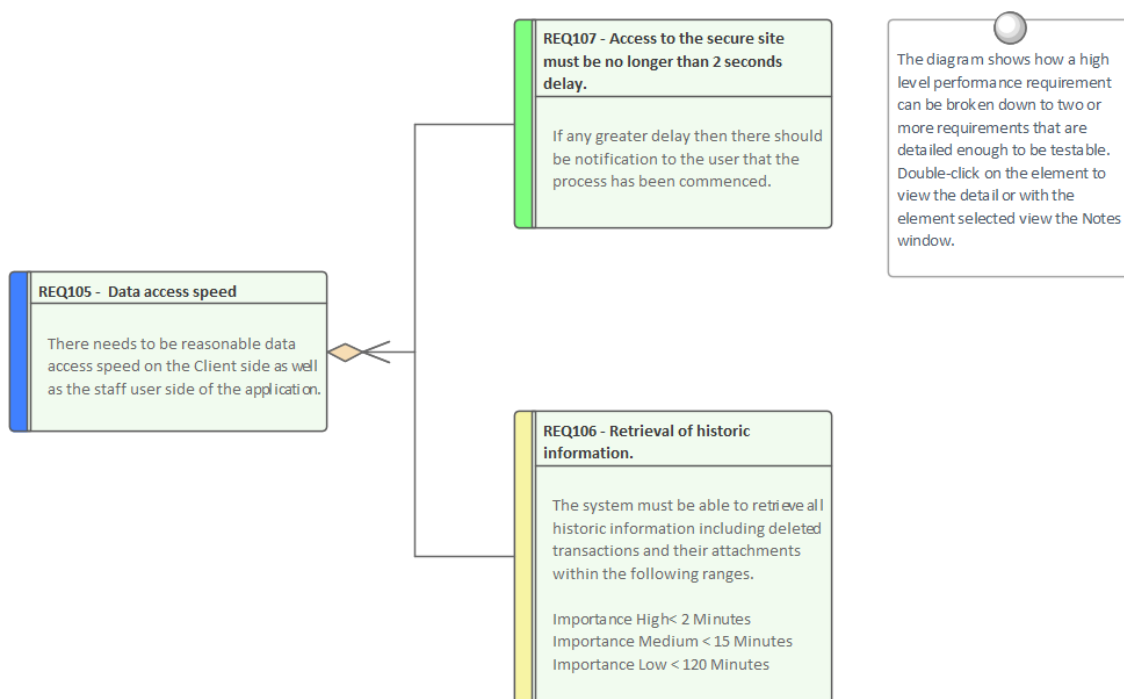 REQ107 - Access to the secure site
must be no longer than 2 seconds
delay.
If any greater delay then there should
be notification to the user that the
process has been commenced.
The diagram shows how a high
level performance requirement
can be broken down to two or
more requirements that are
detailed enough to be testable.
Double-click on the element to
view the detail or with the
element selected view the Notes
window.
REQ105 - Data access speed
There needs to be reasonable data
access speed on the Client side as well
as the staff user side of the application.
REQ106 - Retrieval of historic
information.
The system must be able to retrieve all
historic information including deleted
transactions and their attachments
within the following ranges.
Importance High< 2 Minutes
Importance Medium < 15 Minutes
Importance Low < 120 Minutes